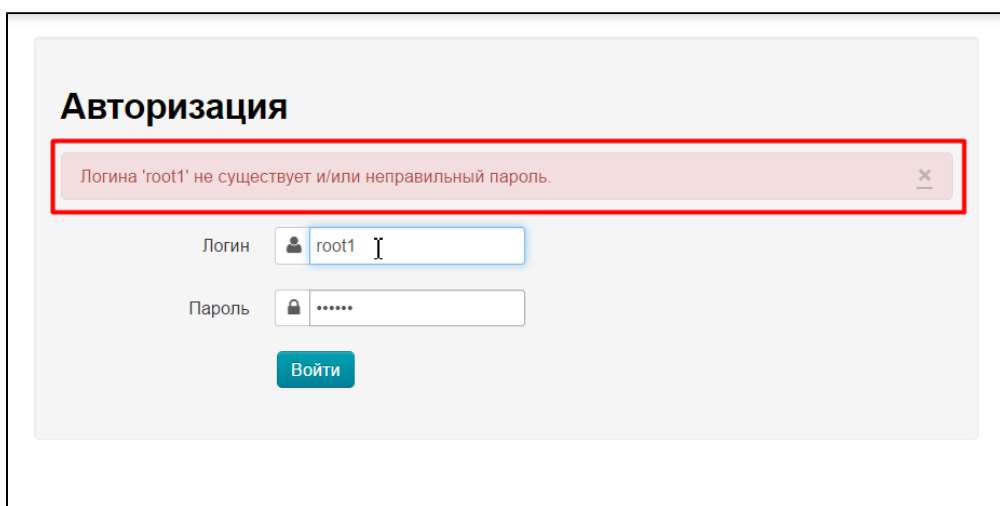 Авторизация
Логина 'root1' не существует и/или неправильный пароль.
×
Логин root1
Пароль ••••••
Войти